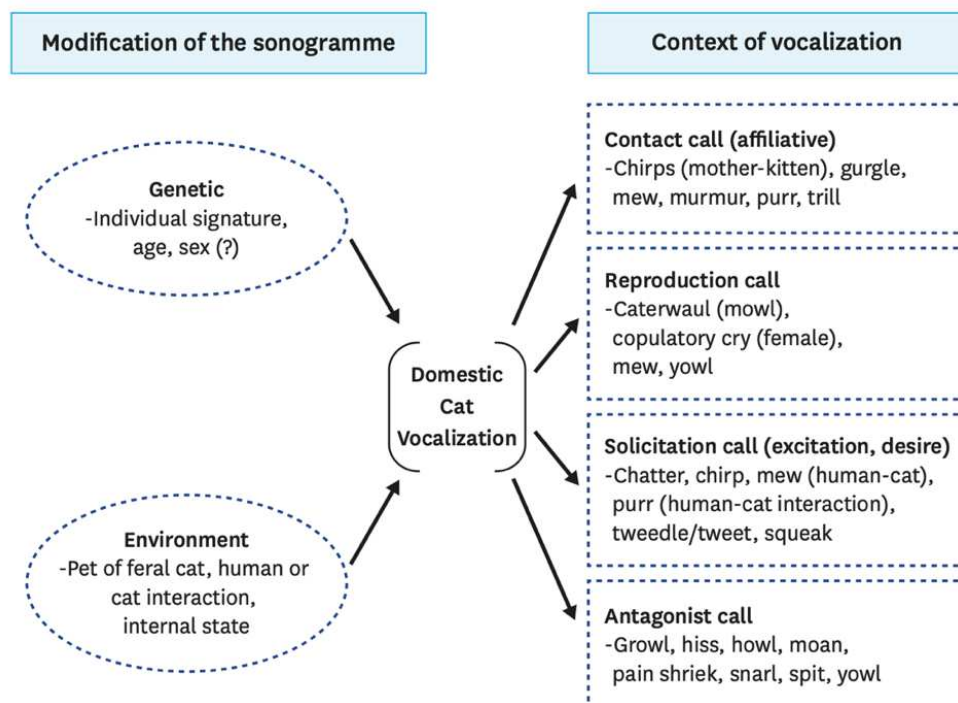 Modification of the sonogramme
Context of vocalization
Genetic
-Individual signature,
age, sex (?)
Environment
-Pet of feral cat, human or
cat interaction,
internal state
Domestic
Cat
Vocalization
Contact call (affiliative)
-Chirps (mother-kitten), gurgle,
mew, murmur, purr, trill
Reproduction call
-Caterwaul (mowl),
copulatory cry (female),
mew, yowl
Solicitation call (excitation, desire)
-Chatter, chirp, mew (human-cat),
purr (human-cat interaction),
tweedle/tweet, squeak
Antagonist call
-Growl, hiss, howl, moan,
pain shriek, snarl, spit, yowl